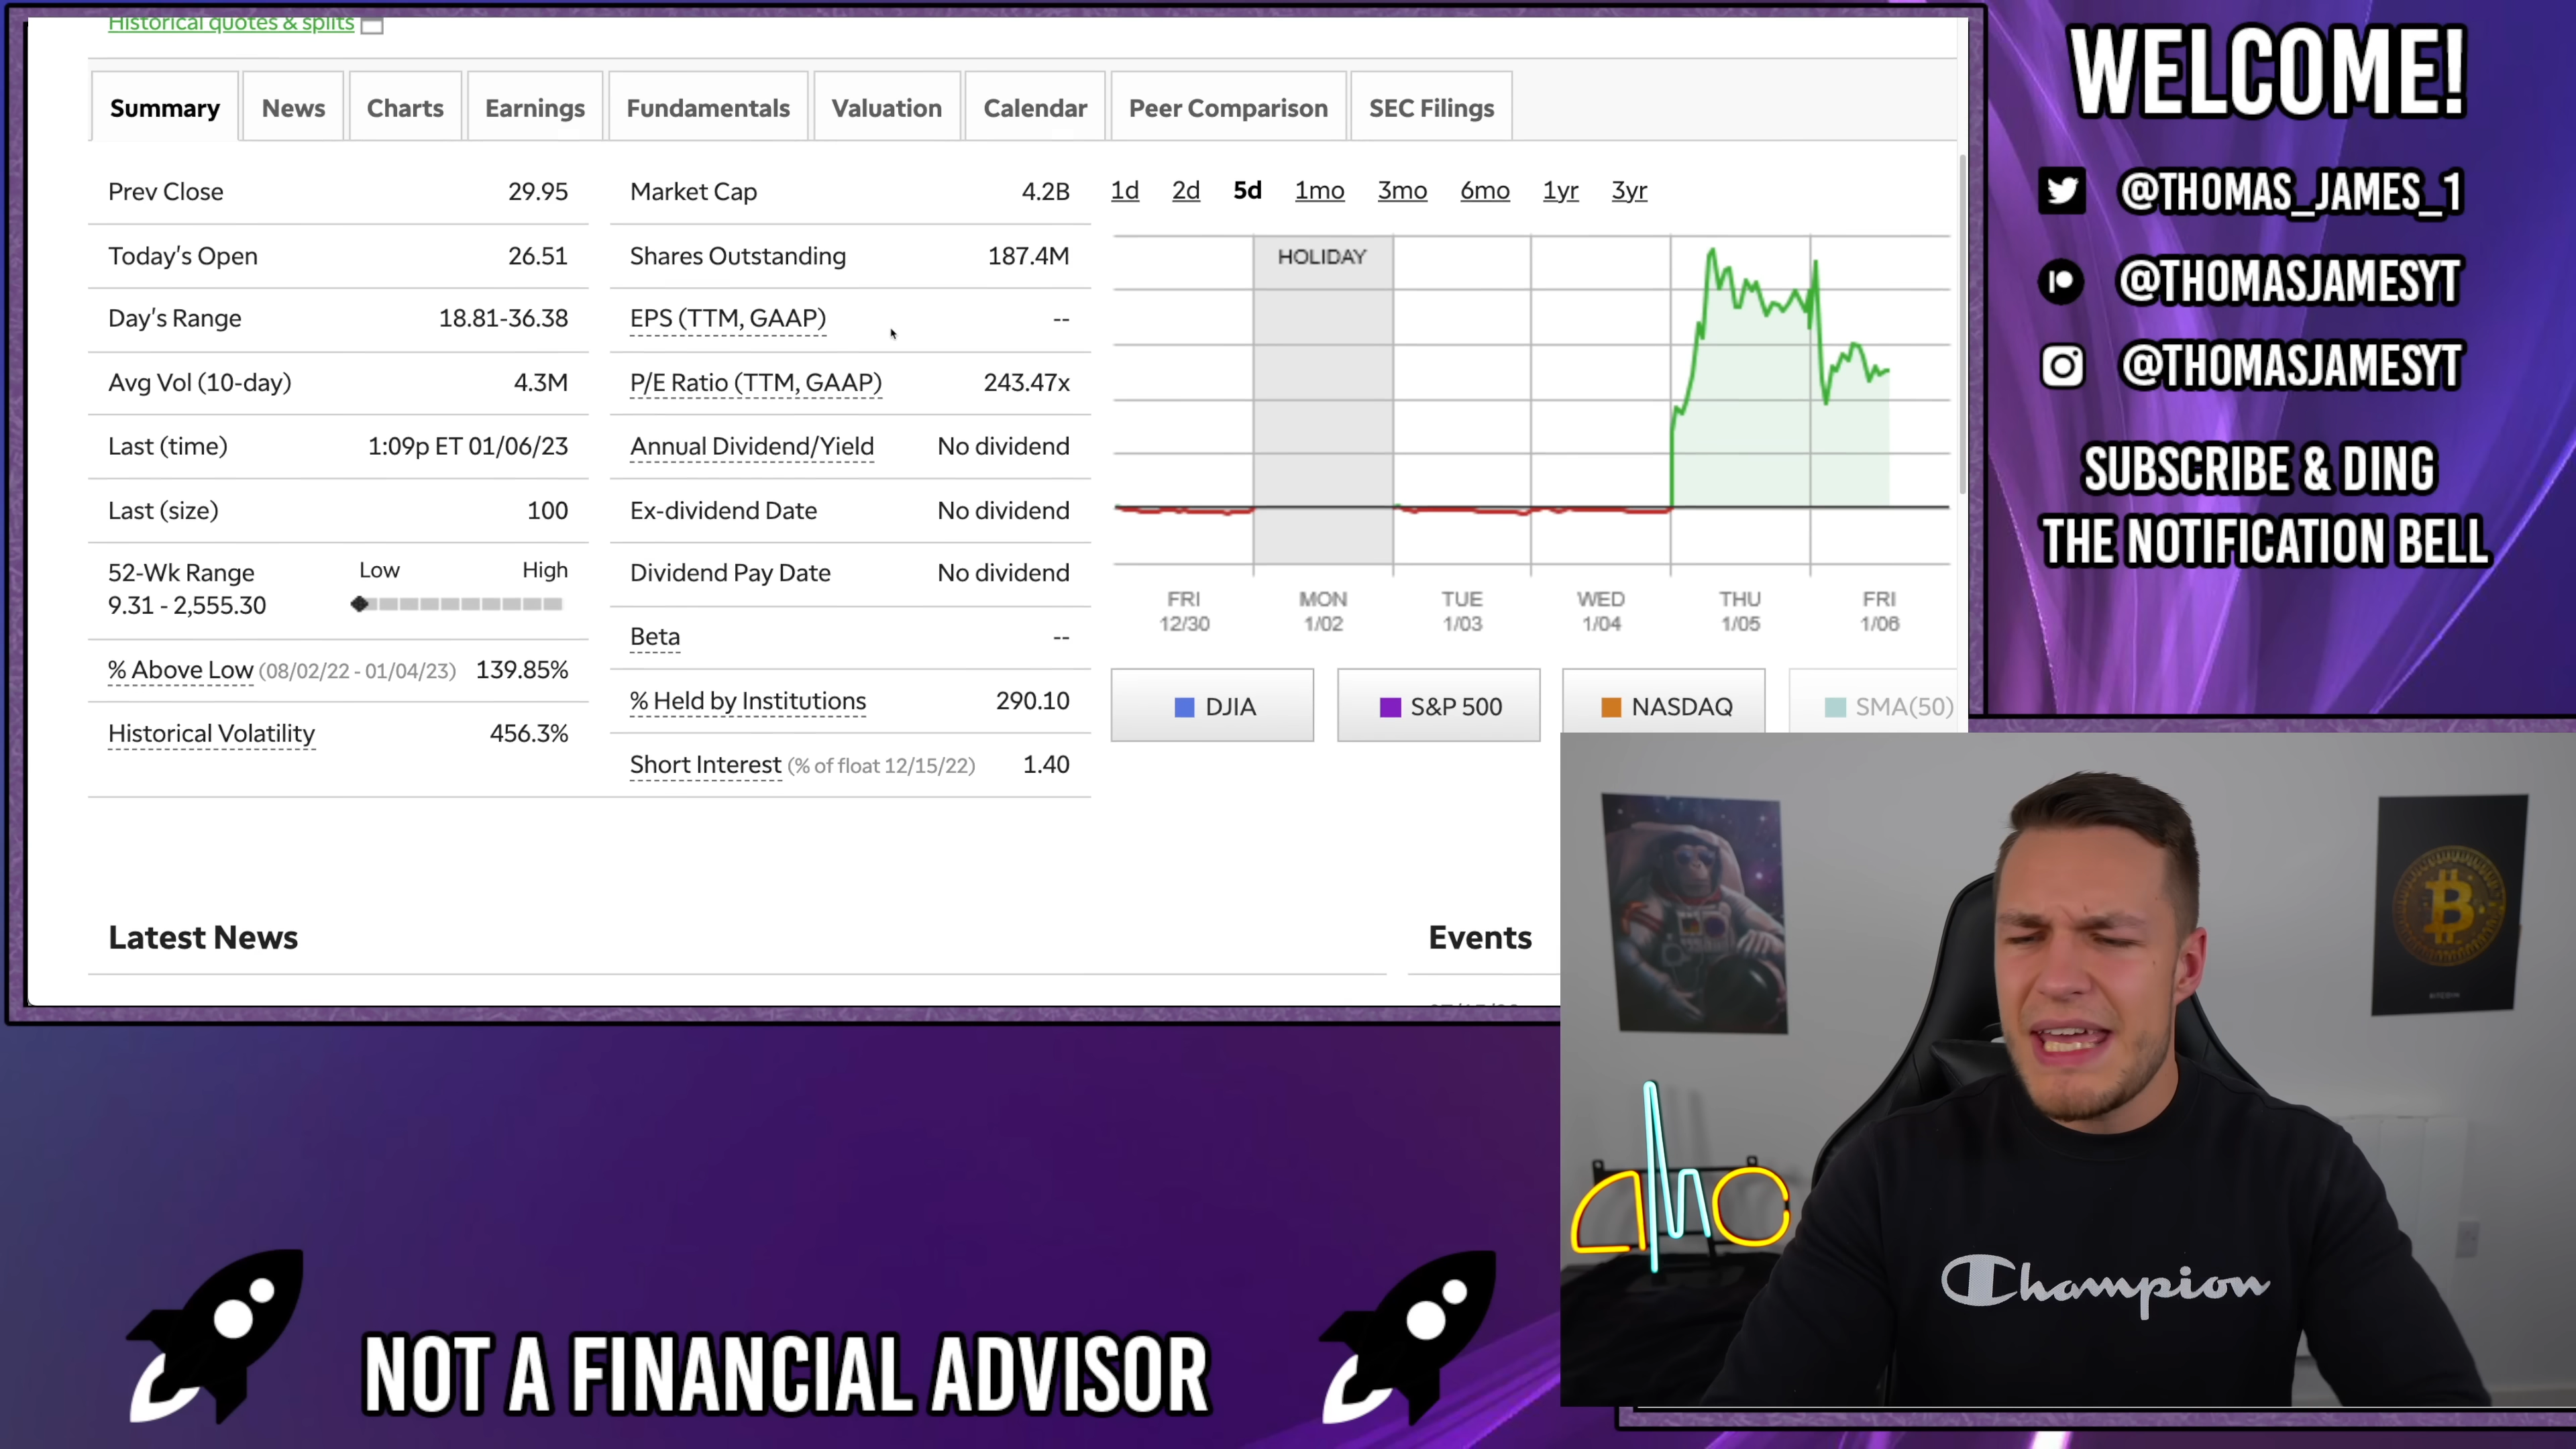 Historical quotes & splits
Summary
News
Charts
Earnings
Fundamentals
Valuation
Calendar
Peer Comparison
SEC Filings
Prev Close 29.95
Today's Open 26.51
Day's Range 18.81-36.38
Avg Vol (10-day) 4.3M
Last (time) 1:09p ET 01/06/23
Last (size) 100
52-Wk Range Low High
9.31 - 2,555.30
% Above Low (08/02/22 - 01/04/23) 139.85%
Historical Volatility 456.3%
Market Cap 4.2B
Shares Outstanding 187.4M
EPS (TTM, GAAP) --
P/E Ratio (TTM, GAAP) 243.47x
Annual Dividend/Yield No dividend
Ex-dividend Date No dividend
Dividend Pay Date No dividend
Beta --
% Held by Institutions 290.10
Short Interest (% of float 12/15/22) 1.40
1d 2d 5d 1mo 3mo 6mo 1yr 3yr
HOLIDAY
FRI MON TUE WED THU FRI
12/30 1/02 1/03 1/04 1/05 1/06
DJIA
S&P 500
NASDAQ
SMA(50)
Latest News
Events
WELCOME!
@THOMAS_JAMES_1
@THOMASJAMESYT
@THOMASJAMESYT
SUBSCRIBE & DING
THE NOTIFICATION BELL
Champion
NOT A FINANCIAL ADVISOR